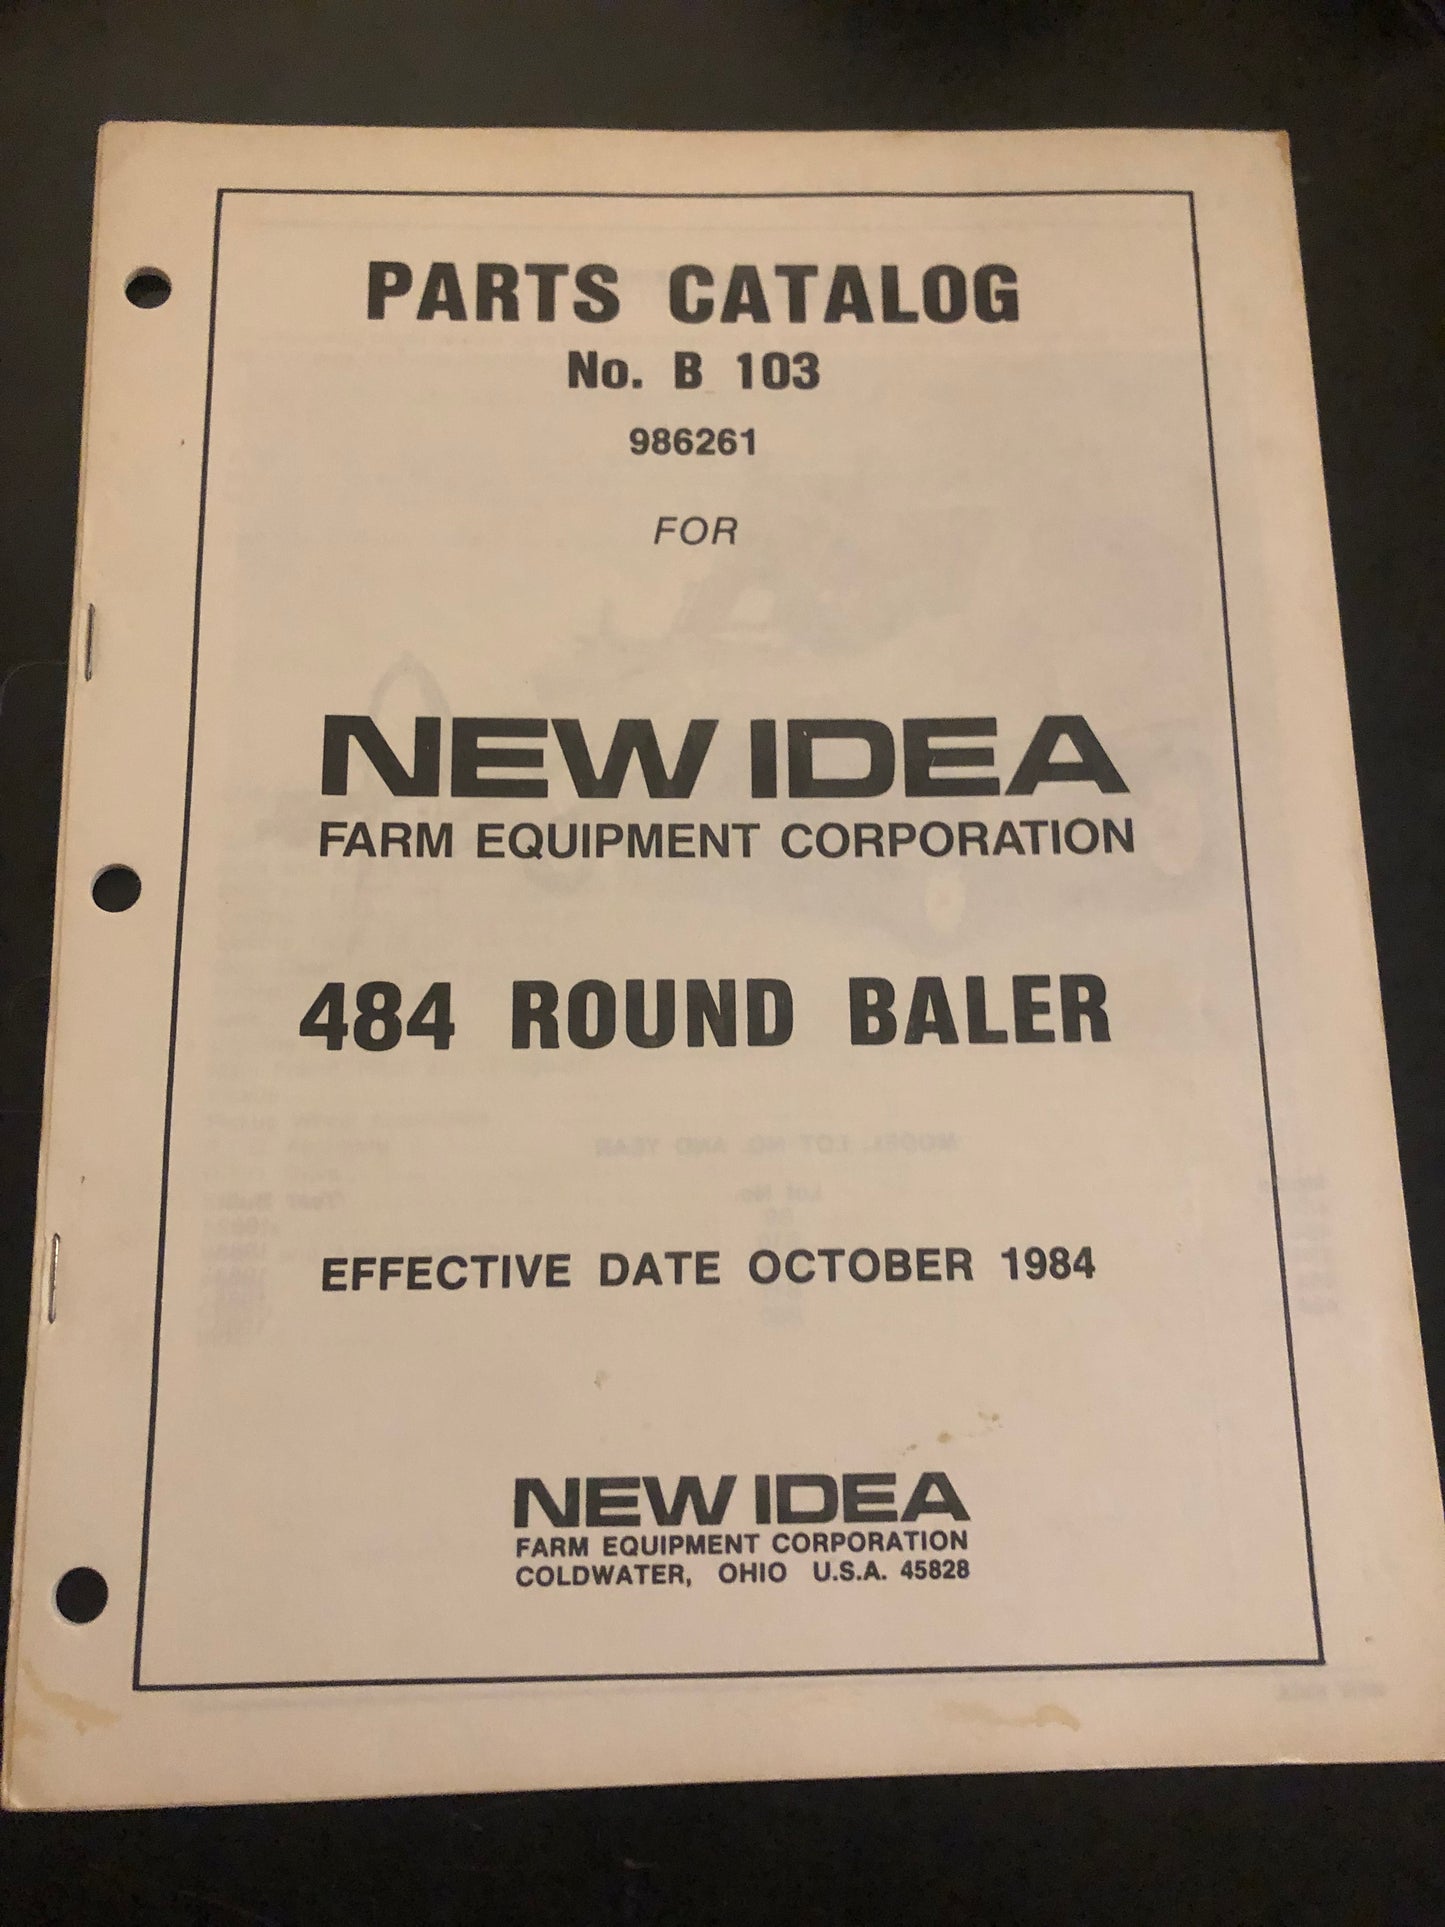 PARTS CATALOG
No. B 103
986261
FOR
NEW IDEA
FARM EQUIPMENT CORPORATION
484 ROUND BALER
EFFECTIVE DATE OCTOBER 1984
NEW IDEA
FARM EQUIPMENT CORPORATION
COLDWATER, OHIO U.S.A. 45828